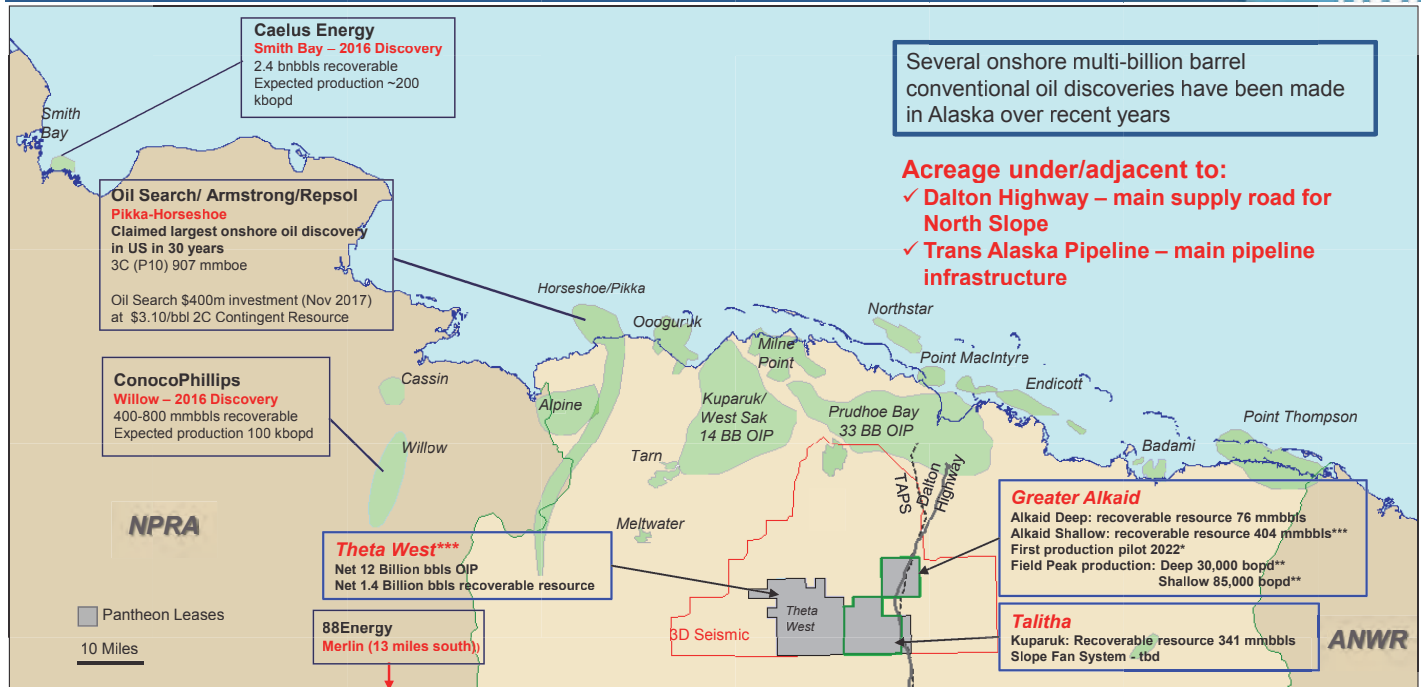 Caelus Energy
Smith Bay – 2016 Discovery
2.4 bnbbls recoverable
Expected production ~200
kbopd
Several onshore multi-billion barrel
conventional oil discoveries have been made
in Alaska over recent years
Smith
Bay
Acreage under/adjacent to:
✓ Dalton Highway – main supply road for
North Slope
✓ Trans Alaska Pipeline – main pipeline
infrastructure
Oil Search/ Armstrong/Repsol
Pikka-Horseshoe
Claimed largest onshore oil discovery
in US in 30 years
3C (P10) 907 mmboe
Oil Search $400m investment (Nov 2017)
at $3.10/bbl 2C Contingent Resource
Horseshoe/Pikka
Oooguruk
Milne
Point
Northstar
Point MacIntyre
Endicott
Point Thompson
Badami
ConocoPhillips
Willow – 2016 Discovery
400-800 mmbbls recoverable
Expected production 100 kbopd
Cassin
Willow
Alpine
Kuparuk/
West Sak
14 BB OIP
Prudhoe Bay
33 BB OIP
Tarn
Meltwater
TAPS
Dalton
Highway
NPRA
Greater Alkaid
Alkaid Deep: recoverable resource 76 mmbbls
Alkaid Shallow: recoverable resource 404 mmbbls***
First production pilot 2022*
Field Peak production: Deep 30,000 bopd**
Shallow 85,000 bopd**
Theta West***
Net 12 Billion bbls OIP
Net 1.4 Billion bbls recoverable resource
Theta
West
3D Seismic
Talitha
Kuparuk: Recoverable resource 341 mmbbls
Slope Fan System - tbd
ANWR
Pantheon Leases
10 Miles
88Energy
Merlin (13 miles south))